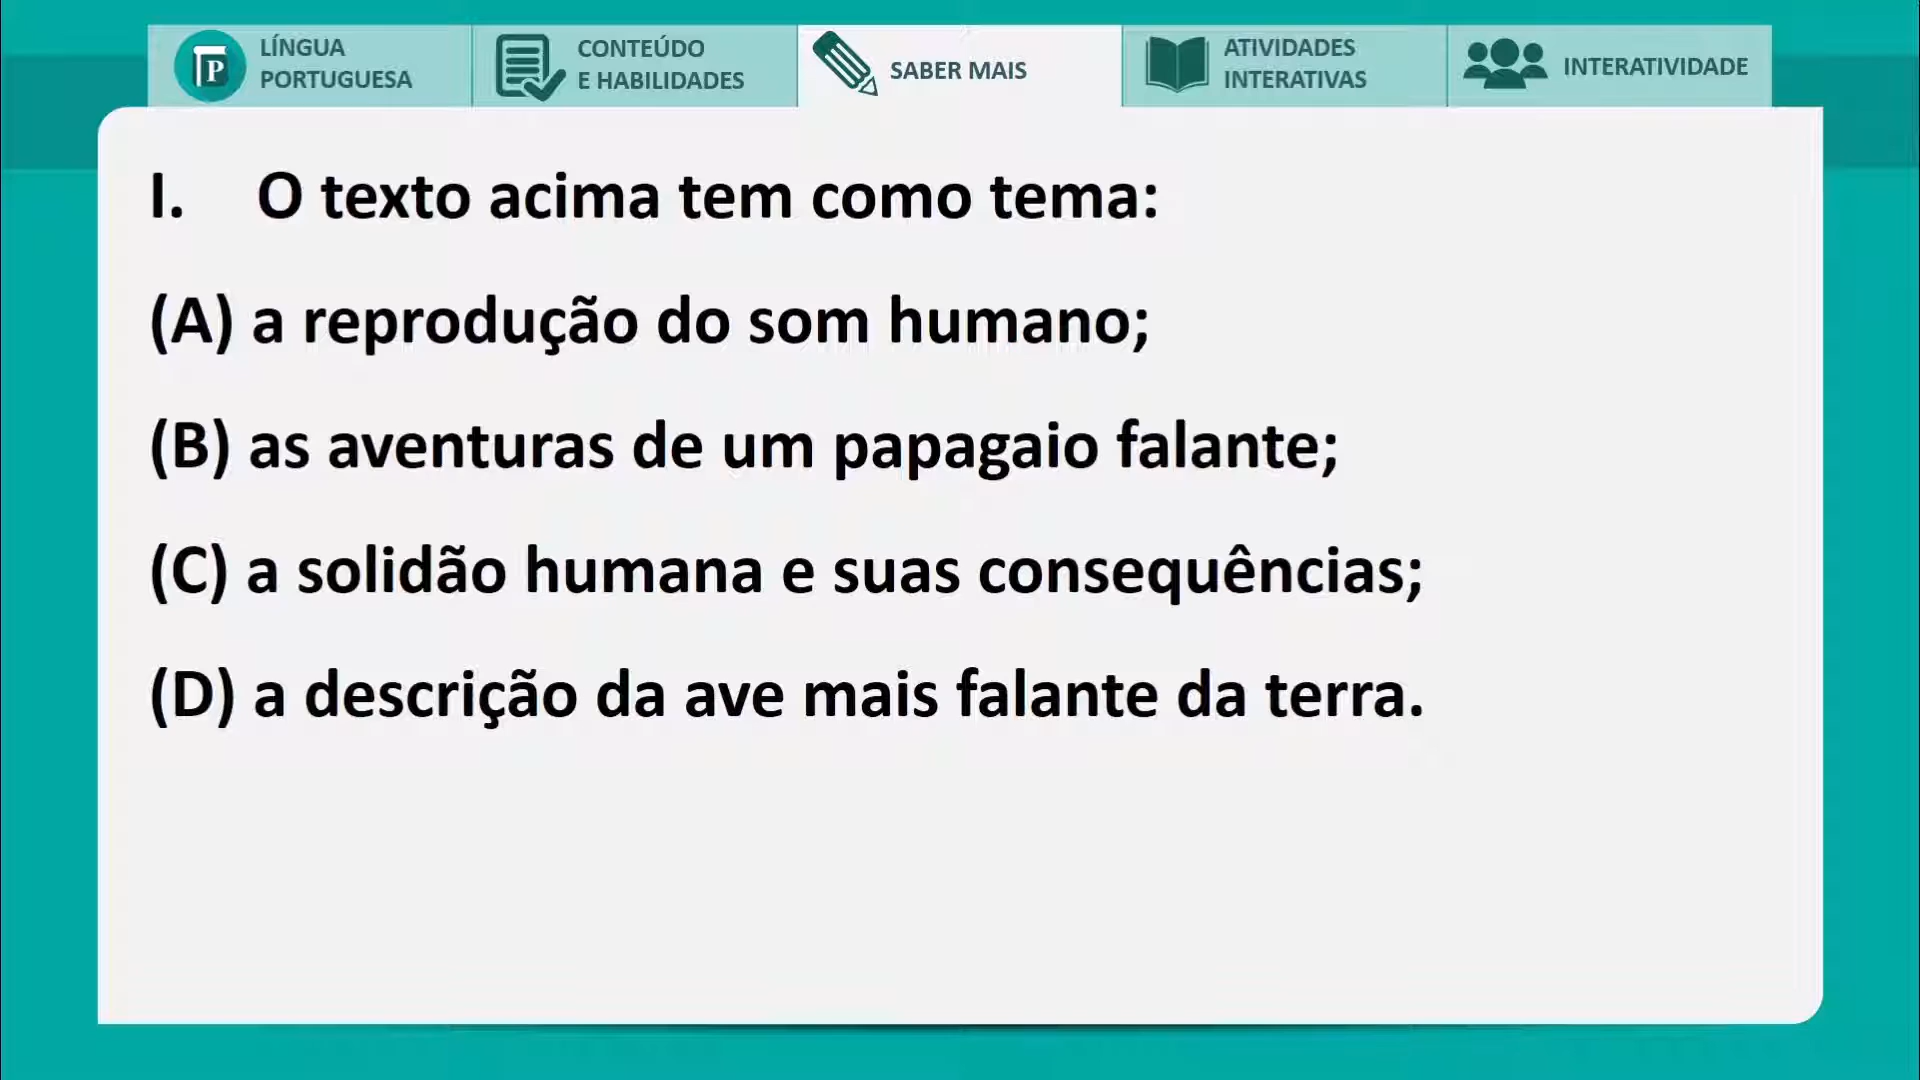 LÍNGUA
PORTUGUESA
CONTEÚDO
E HABILIDADES
SABER MAIS
ATIVIDADES
INTERATIVAS
INTERATIVIDADE
I. O texto acima tem como tema:
(A) a reprodução do som humano;
(B) as aventuras de um papagaio falante;
(C) a solidão humana e suas consequências;
(D) a descrição da ave mais falante da terra.